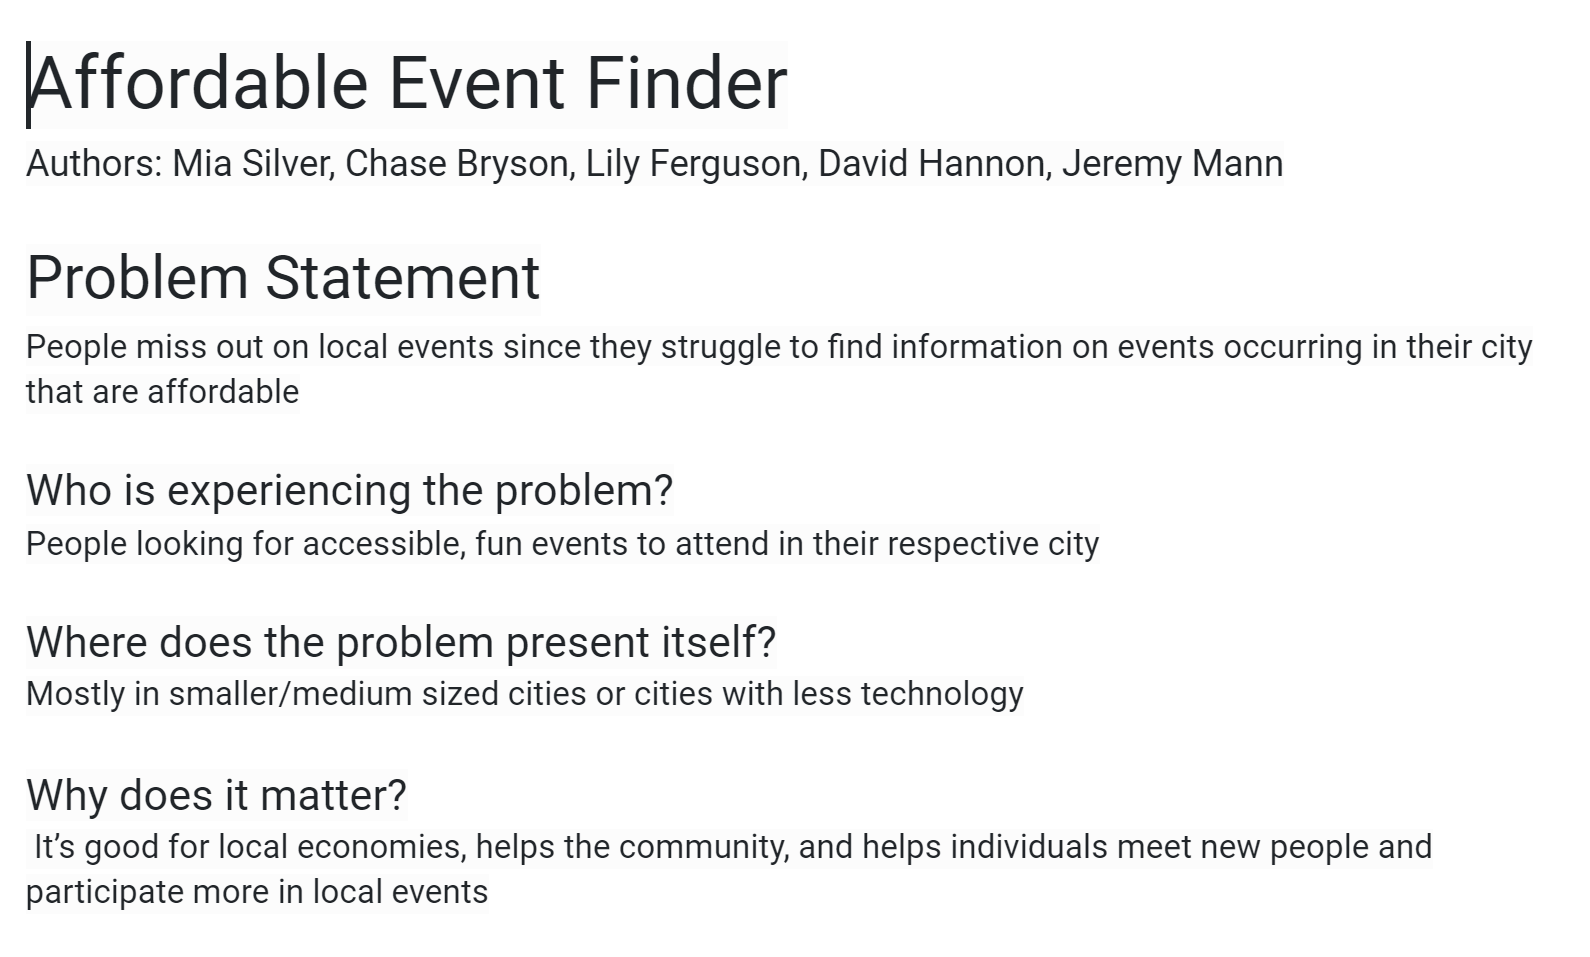 Affordable Event Finder
Authors: Mia Silver, Chase Bryson, Lily Ferguson, David Hannon, Jeremy Mann
Problem Statement
People miss out on local events since they struggle to find information on events occurring in their city
that are affordable
Who is experiencing the problem?
People looking for accessible, fun events to attend in their respective city
Where does the problem present itself?
Mostly in smaller/medium sized cities or cities with less technology
Why does it matter?
It’s good for local economies, helps the community, and helps individuals meet new people and
participate more in local events